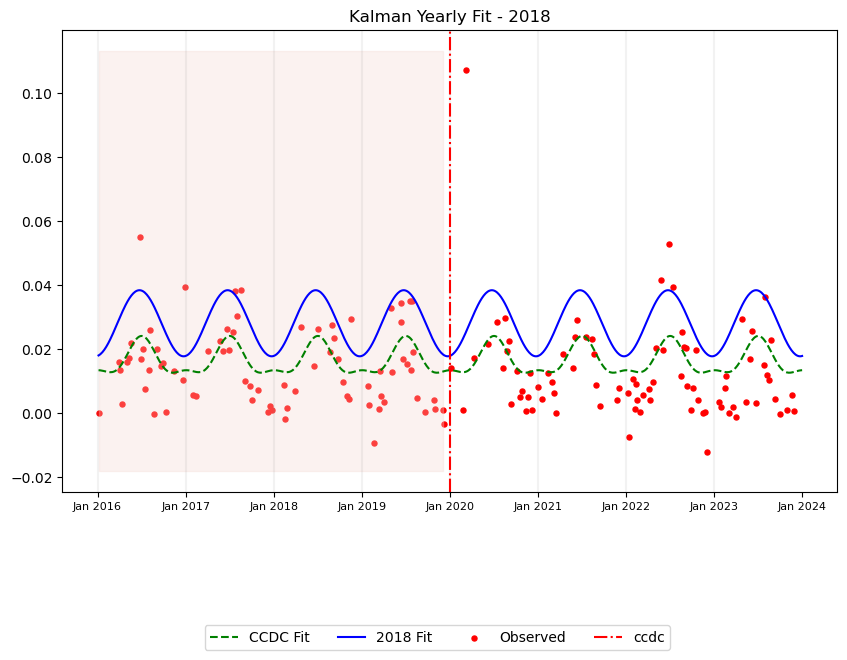 Kalman Yearly Fit - 2018
0.10
0.08
0.06
0.04
0.02
0.00
−0.02
Jan 2016 Jan 2017 Jan 2018 Jan 2019 Jan 2020 Jan 2021 Jan 2022 Jan 2023 Jan 2024
CCDC Fit 2018 Fit Observed ccdc